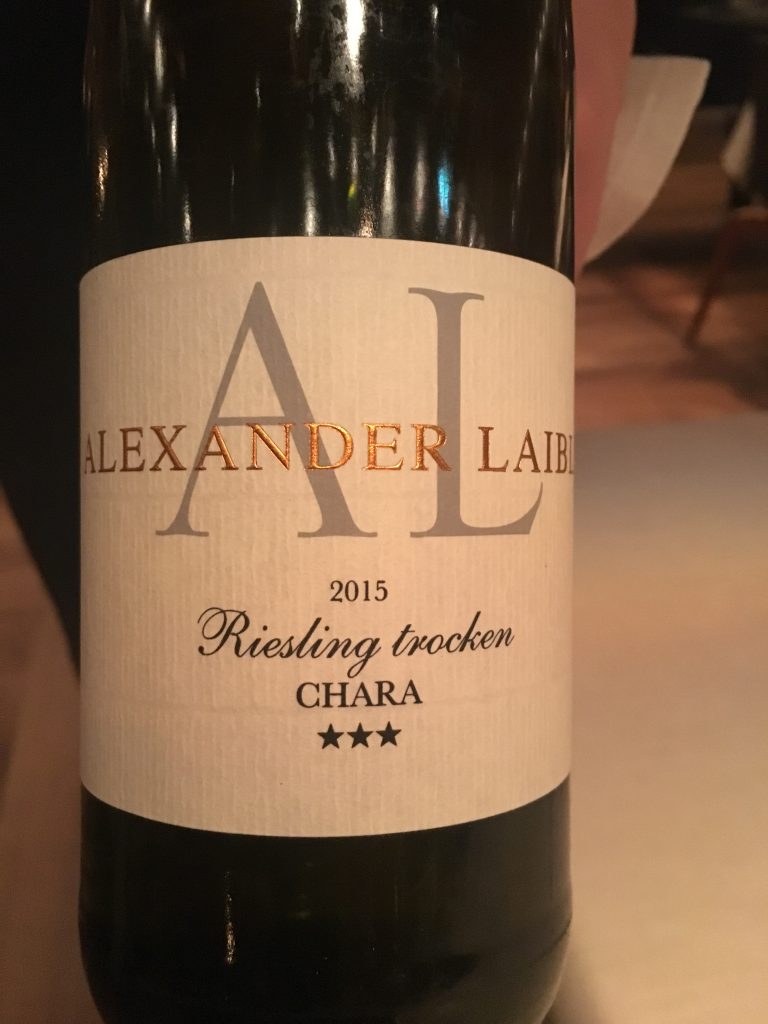 AL
ALEXANDER LAIBL
2015
Riesling trocken
CHARA
★★★